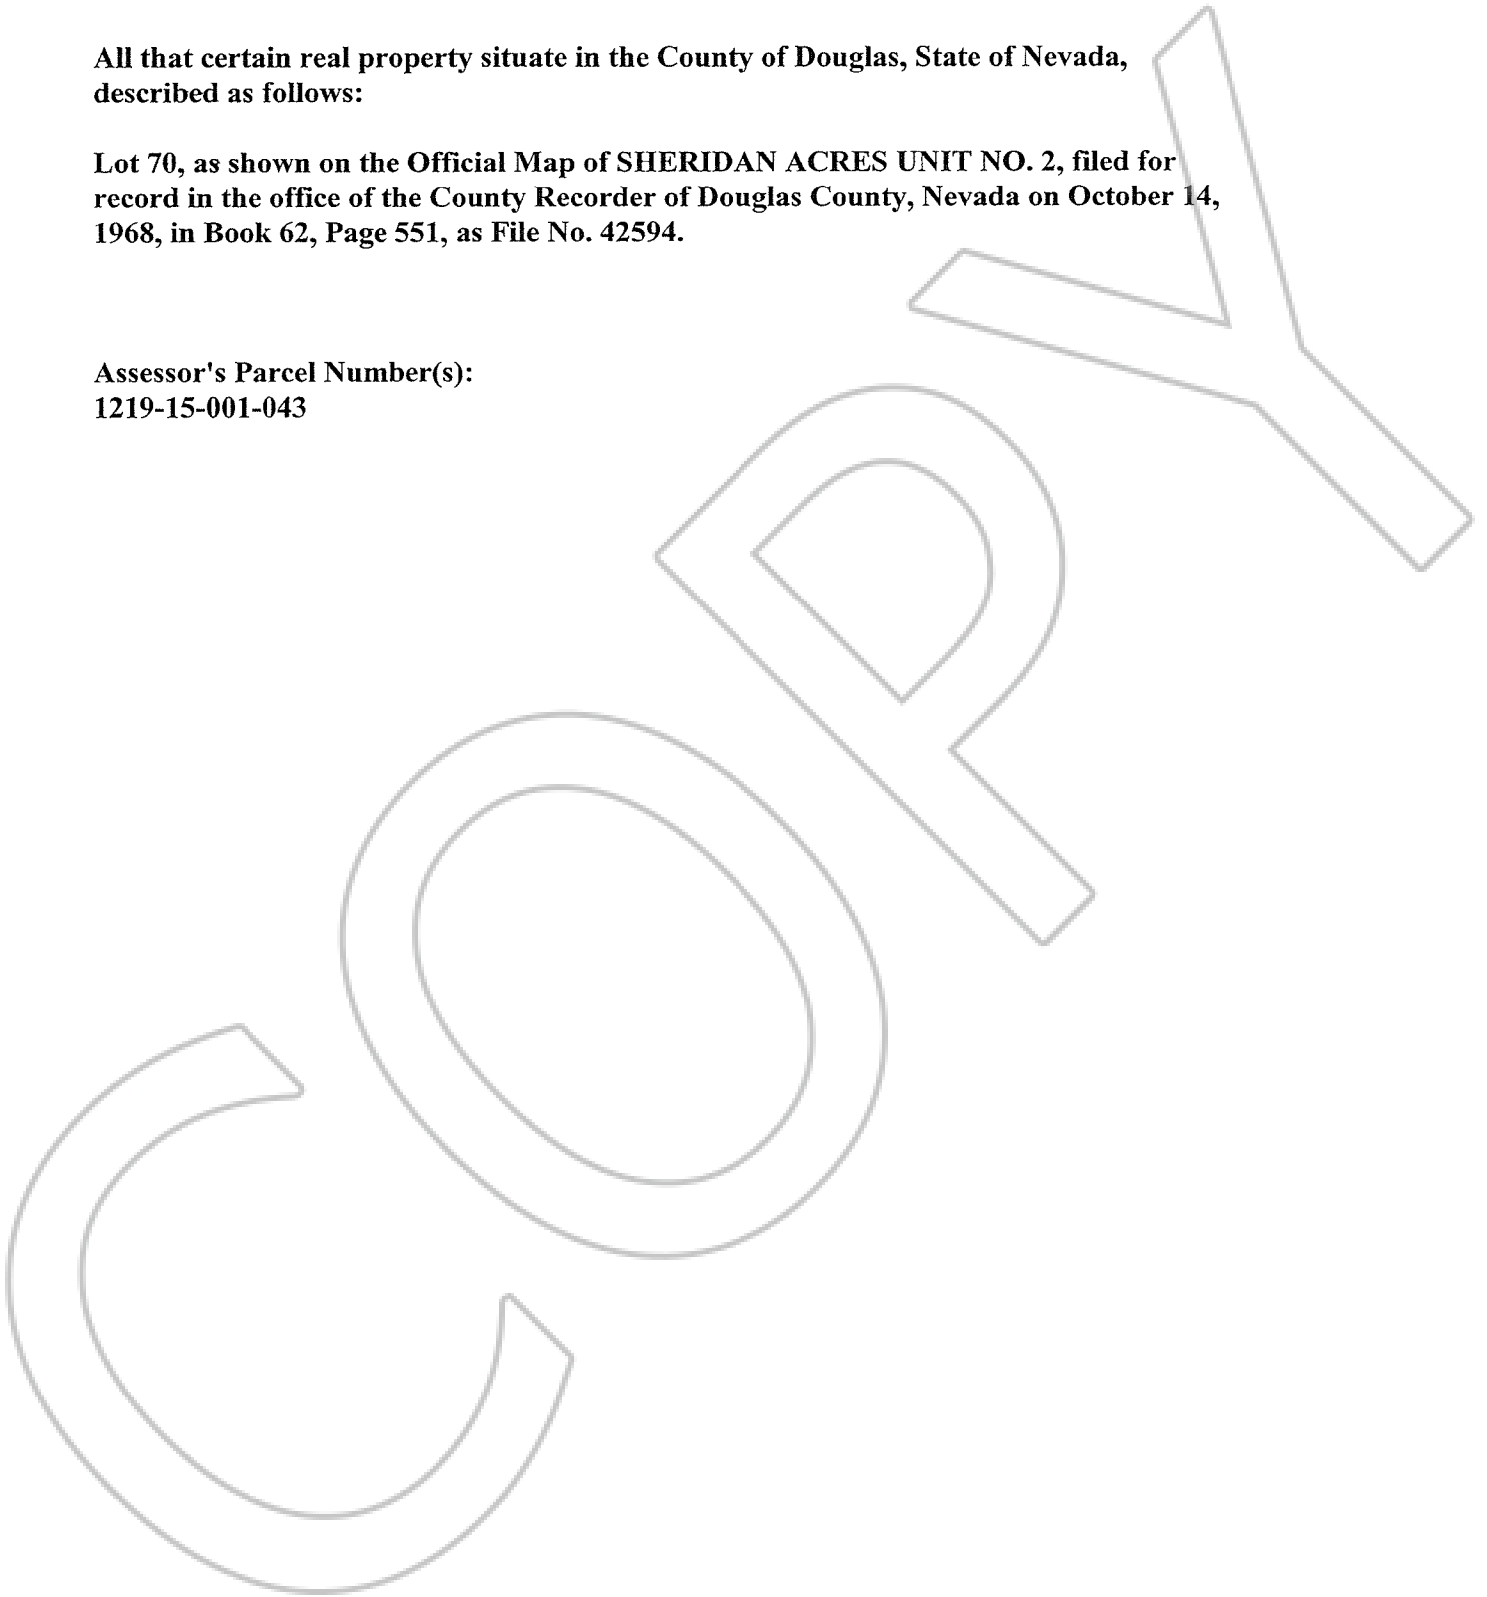 All that certain real property situate in the County of Douglas, State of Nevada,
described as follows:
Lot 70, as shown on the Official Map of SHERIDAN ACRES UNIT NO. 2, filed for
record in the office of the County Recorder of Douglas County, Nevada on October 14,
1968, in Book 62, Page 551, as File No. 42594.
Assessor's Parcel Number(s):
1219-15-001-043
COPY